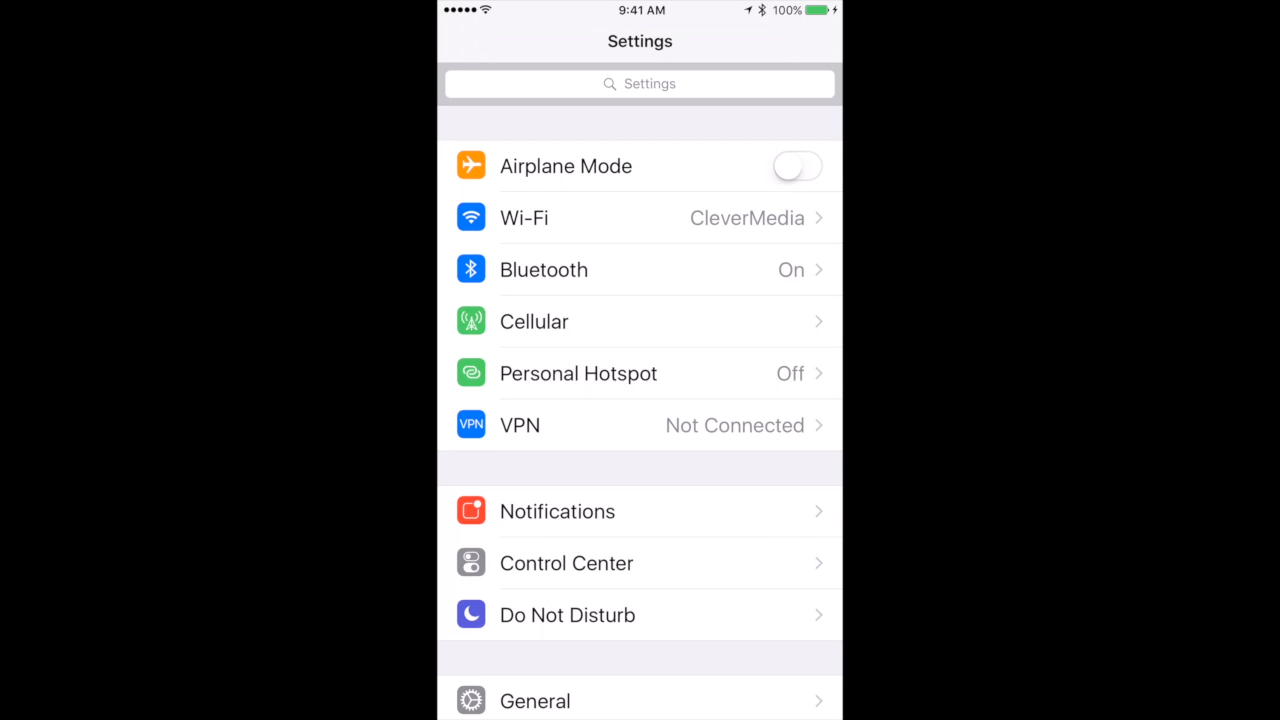 9:41 AM 100%
Settings
Settings
Airplane Mode
Wi-Fi CleverMedia
Bluetooth On
Cellular
Personal Hotspot Off
VPN VPN Not Connected
Notifications
Control Center
Do Not Disturb
General